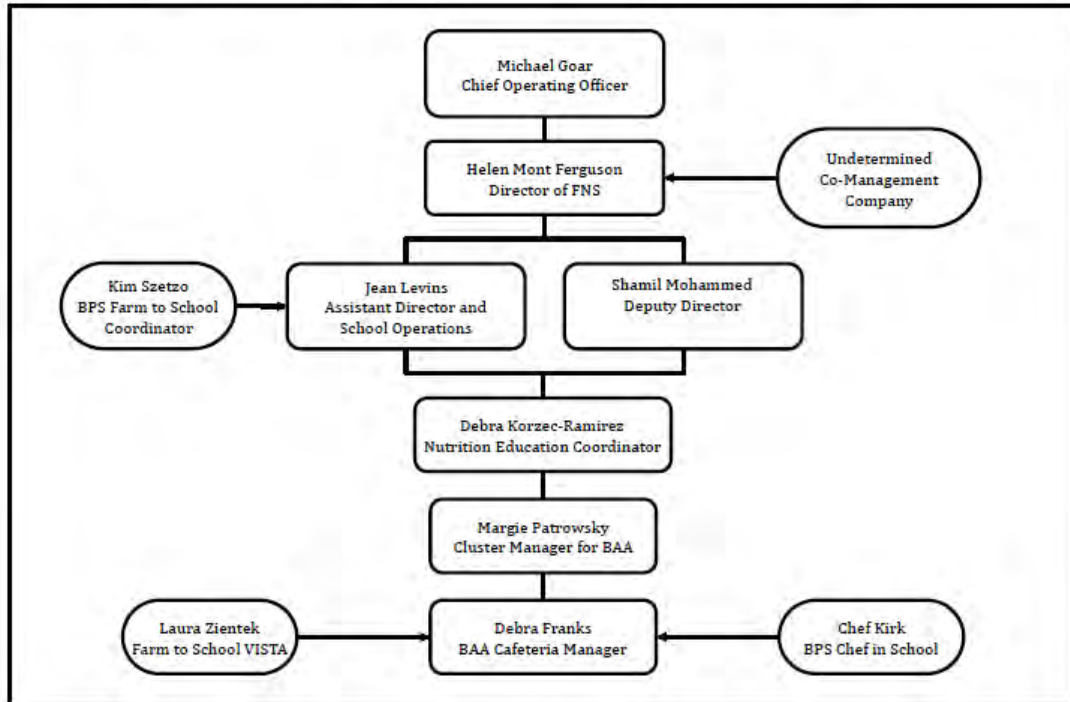 Michael Goar
Chief Operating Officer
Helen Mont Ferguson
Director of FNS
Undetermined
Co-Management
Company
Kim Szetzo
BPS Farm to School
Coordinator
Jean Levins
Assistant Director and
School Operations
Shamil Mohammed
Deputy Director
Debra Korzec-Ramirez
Nutrition Education Coordinator
Margie Patrowsky
Cluster Manager for BAA
Laura Zientek
Farm to School VISTA
Debra Franks
BAA Cafeteria Manager
Chef Kirk
BPS Chef in School